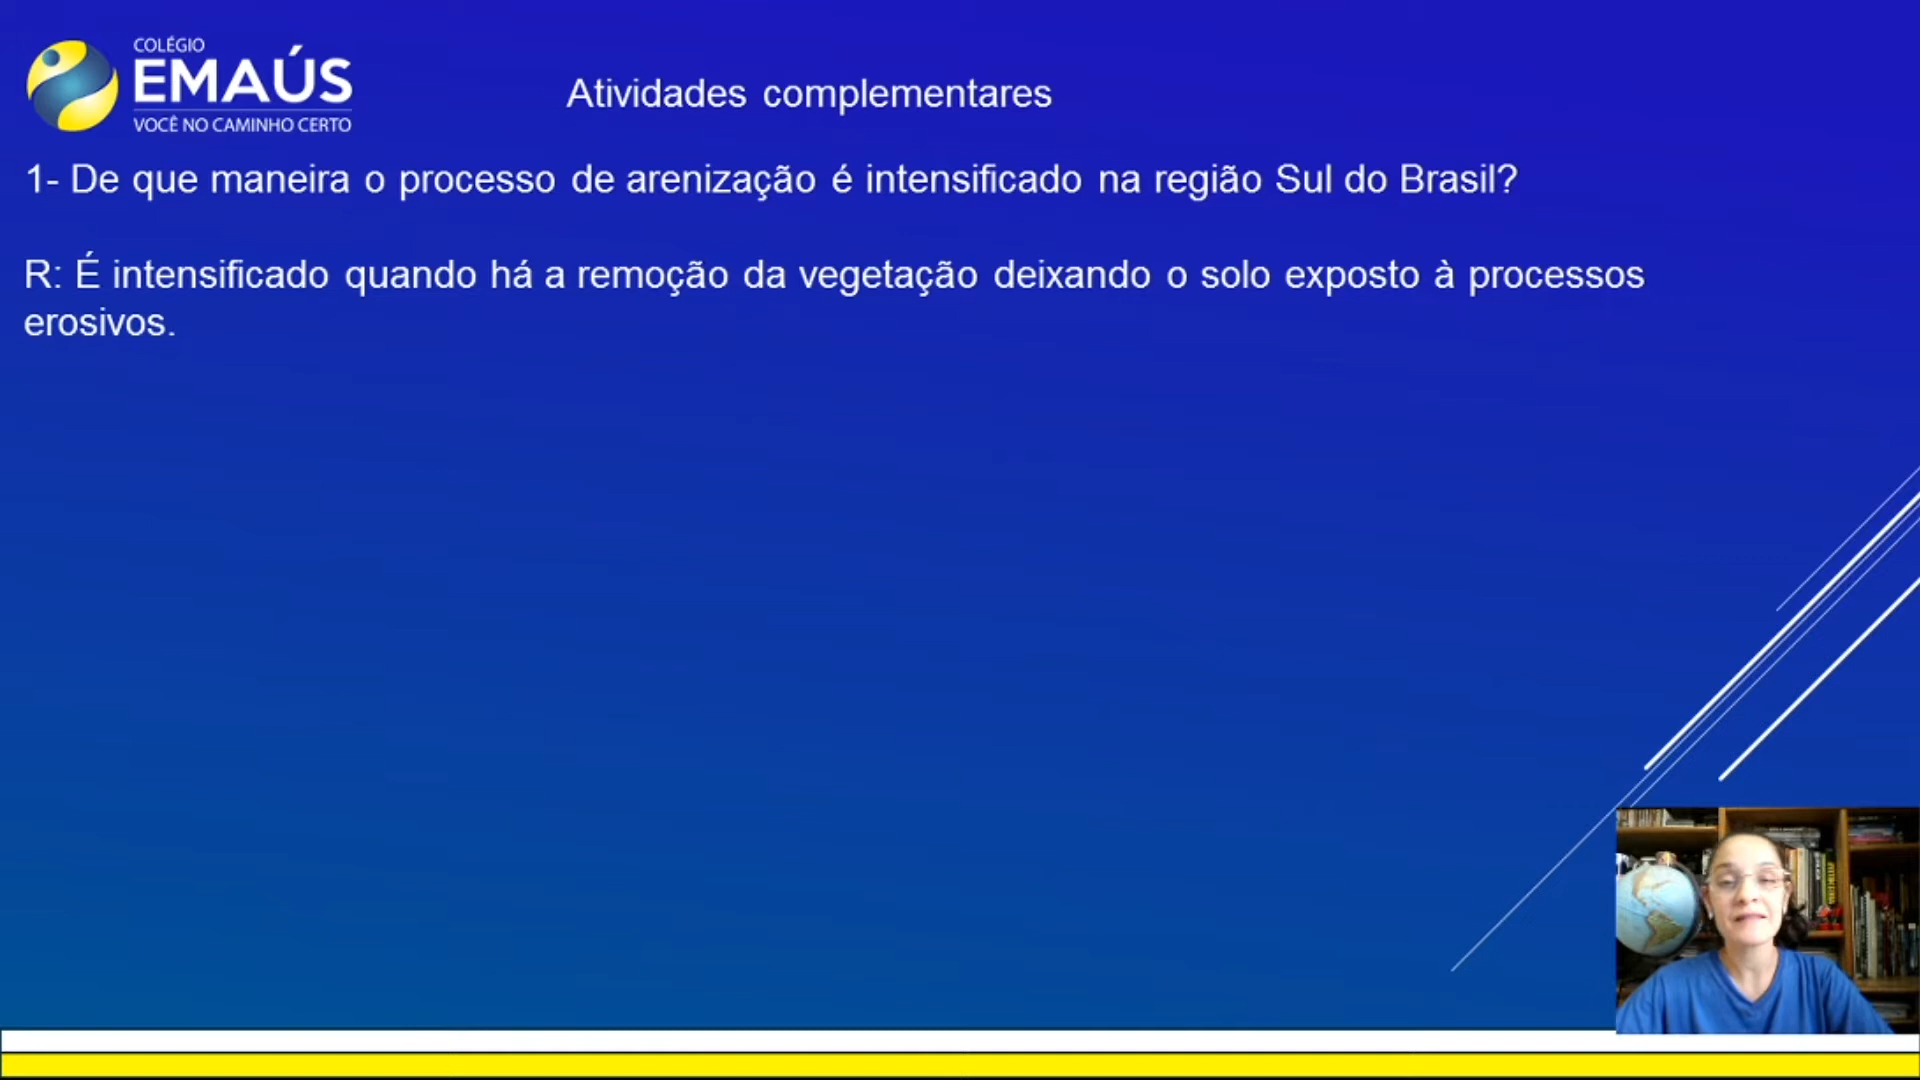 COLÉGIO
EMAÚS
VOCÊ NO CAMINHO CERTO
Atividades complementares
1- De que maneira o processo de arenização é intensificado na região Sul do Brasil?
R: É intensificado quando há a remoção da vegetação deixando o solo exposto à processos
erosivos.